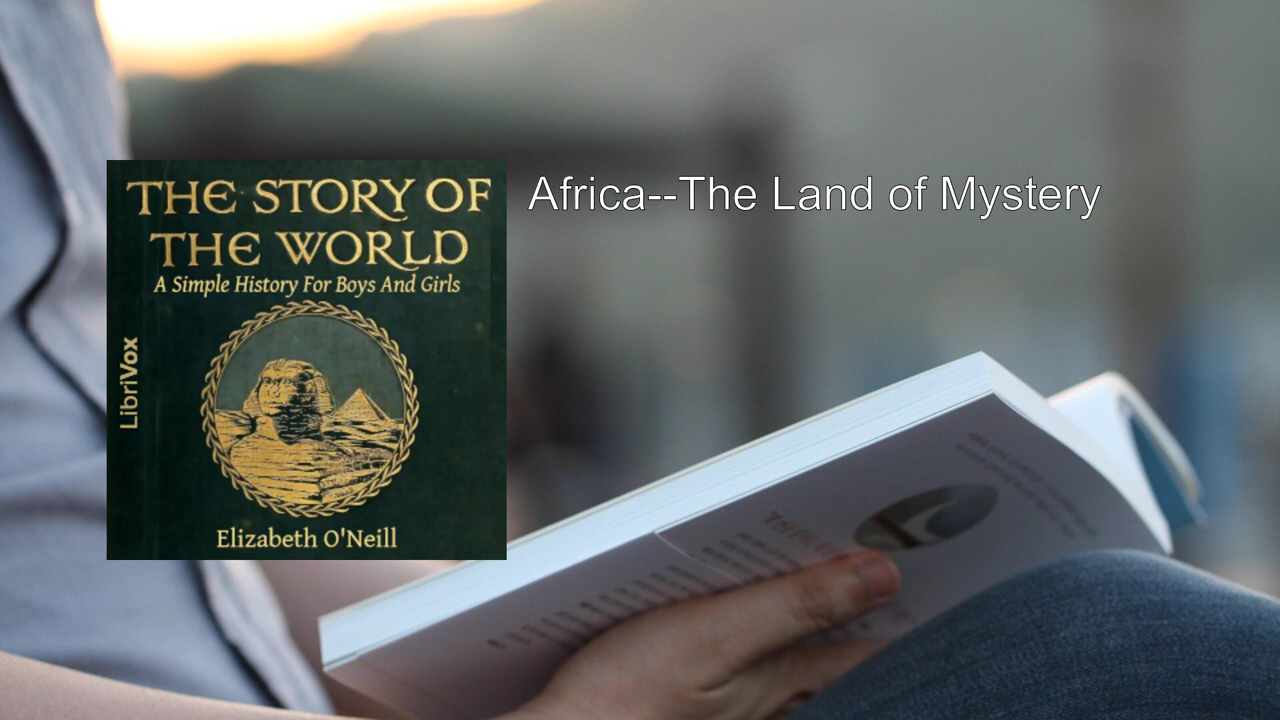 THE STORY OF
THE WORLD
A Simple History For Boys And Girls
LibriVox
Elizabeth O'Neill
Africa--The Land of Mystery